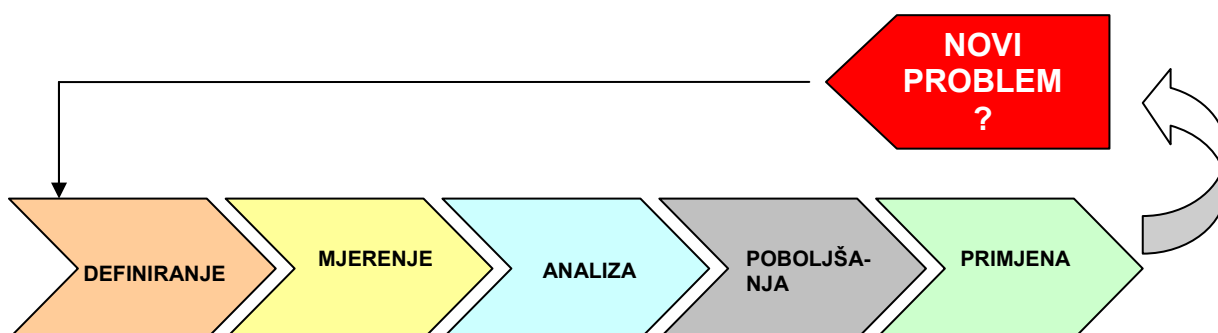 NOVI
PROBLEM
?
DEFINIRANJE
MJERENJE
ANALIZA
POBOLJŠA-
NJA
PRIMJENA